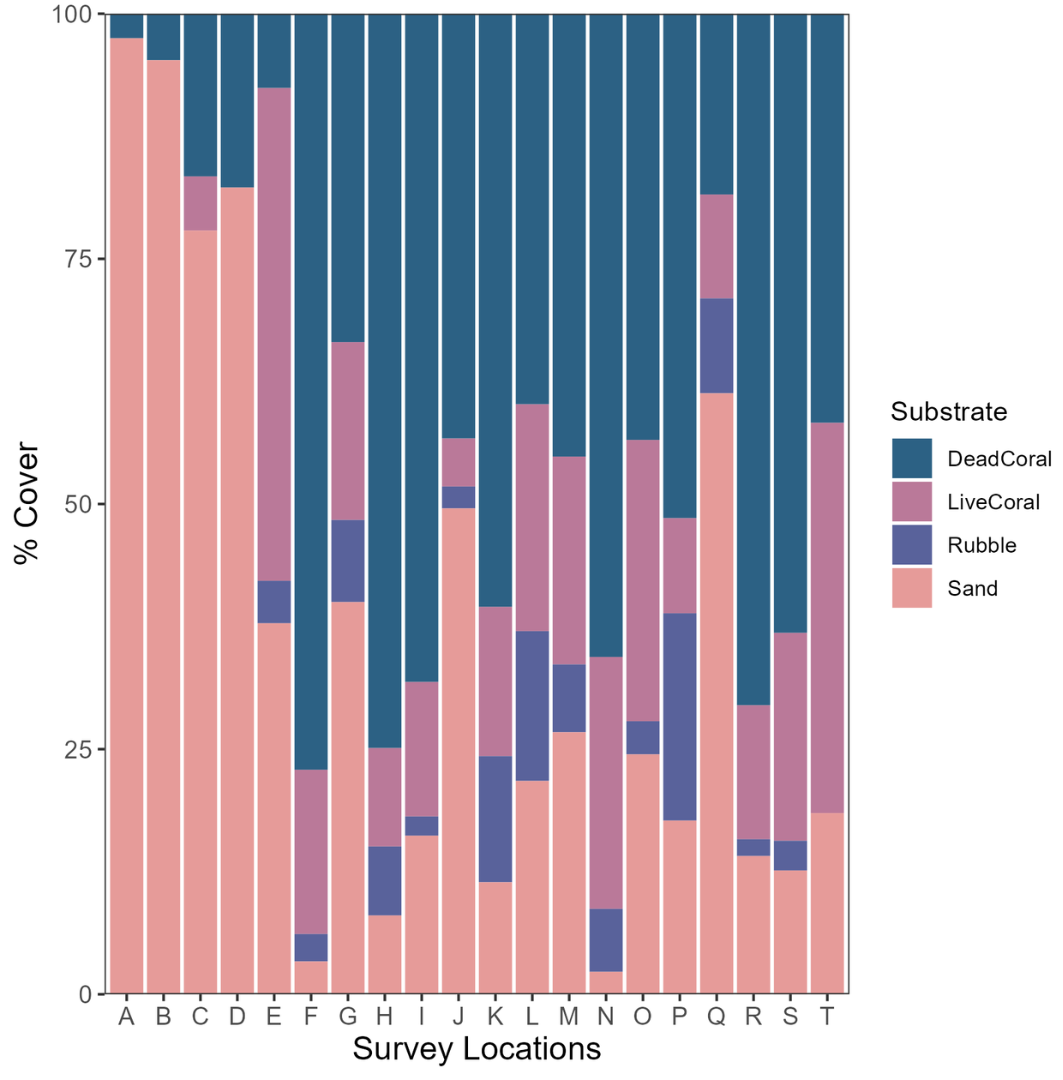 100
75
50
25
0
% Cover
A B C D E F G H I J K L M N O P Q R S T
Survey Locations
Substrate
DeadCoral
LiveCoral
Rubble
Sand